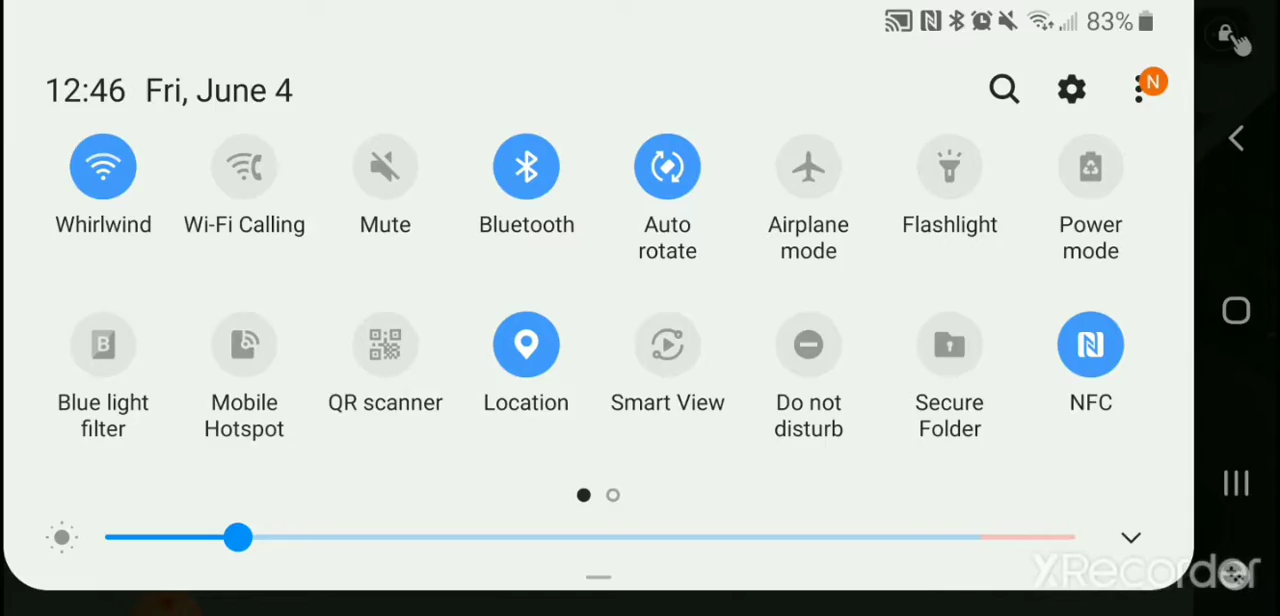 83%
12:46 Fri, June 4
N
Whirlwind Wi-Fi Calling Mute Bluetooth Auto rotate Airplane mode Flashlight Power mode
B
Blue light filter Mobile Hotspot QR scanner Location Smart View Do not disturb Secure Folder NFC
XRecorder